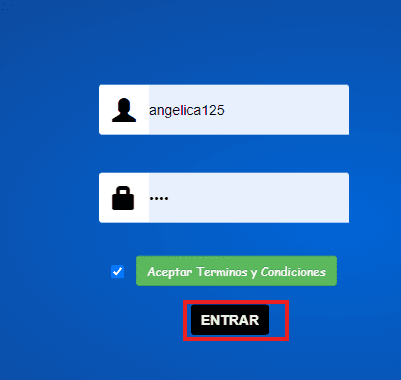 angelica125
••••
Aceptar Terminos y Condiciones
ENTRAR